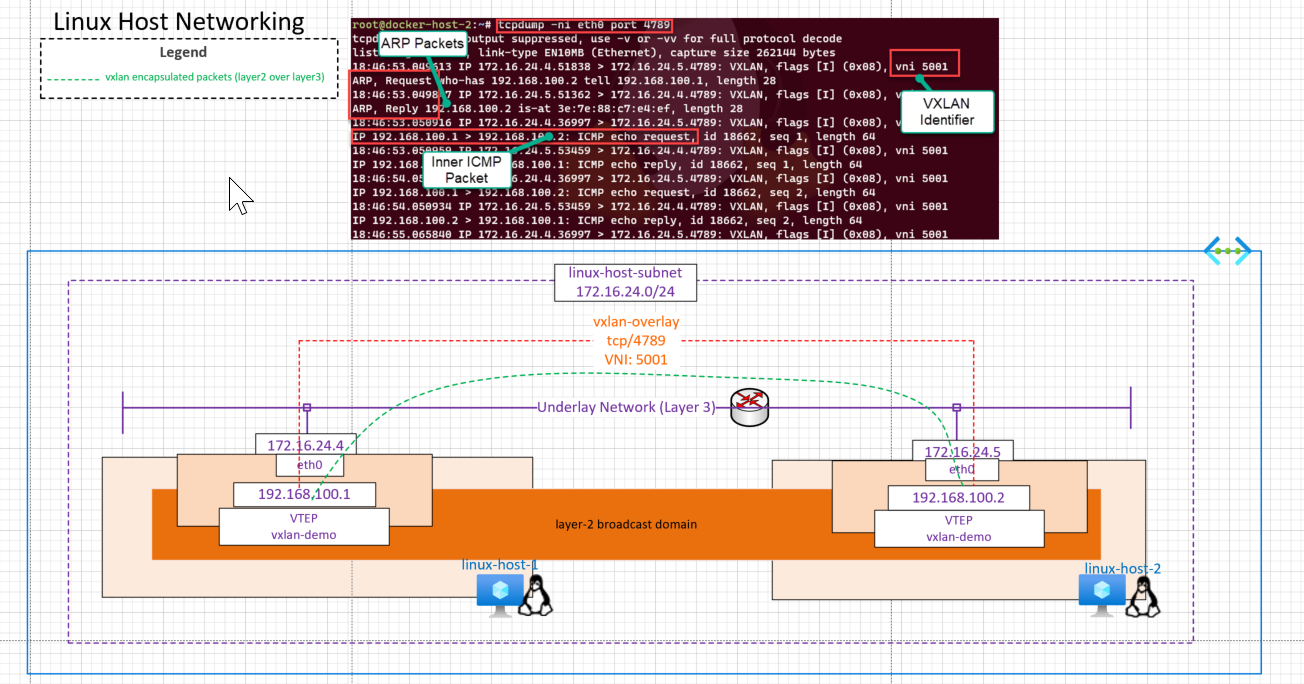 Linux Host Networking
Legend
vxlan encapsulated packets (layer2 over layer3)
root@docker-host-2:~# tcpdump -ni eth0 port 4789
tcpd output suppressed, use -v or -vv for full protocol decode
list link-type EN10MB (Ethernet), capture size 262144 bytes
18:46:53.049613 IP 172.16.24.4.51838 > 172.16.24.5.4789: VXLAN, flags [I] (0x08), vni 5001
ARP, Request who-has 192.168.100.2 tell 192.168.100.1, length 28
18:46:53.049 7 IP 172.16.24.5.51362 > 172.16.24.4.4789: VXLAN, flags [I] (0x08), v
ARP, Reply 192.168.100.2 is-at 3e:7e:88:c7:e4:ef, length 28
18:46:53.050916 IP 172.16.24.4.36997 > 172.16.24.5.4789: VXLAN, flags [I] (0x08), v
IP 192.168.100.1 > 192.168.100.2: ICMP echo request, id 18662, seq 1, length 64
18:46:53.050959 IP 172.16.24.5.53459 > 172.16.24.4.4789: VXLAN, flags [I] (0x08), vni 5001
IP 192.168 .100.1: ICMP echo reply, id 18662, seq 1, length 64
18:46:54.05 .24.4.36997 > 172.16.24.5.4789: VXLAN, flags [I] (0x08), vni 5001
IP 192.168.100.1 > 192.168.100.2: ICMP echo request, id 18662, seq 2, length 64
18:46:54.050934 IP 172.16.24.5.53459 > 172.16.24.4.4789: VXLAN, flags [I] (0x08), vni 5001
IP 192.168.100.2 > 192.168.100.1: ICMP echo reply, id 18662, seq 2, length 64
18:46:55.065840 IP 172.16.24.4.36997 > 172.16.24.5.4789: VXLAN, flags [I] (0x08), vni 5001
ARP Packets
VXLAN
Identifier
Inner ICMP
Packet
linux-host-subnet
172.16.24.0/24
vxlan-overlay
tcp/4789
VNI: 5001
Underlay Network (Layer 3)
172.16.24.4
eth0
192.168.100.1
VTEP
vxlan-demo
172.16.24.5
eth0
192.168.100.2
VTEP
vxlan-demo
layer-2 broadcast domain
linux-host-1
linux-host-2